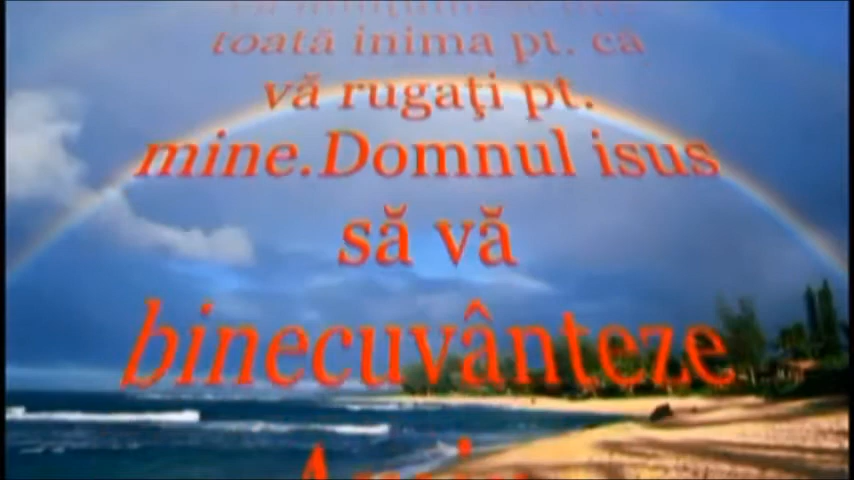 toată inima pt. că
vă rugaţi pt.
mine.Domnul isus
să vă
binecuvânteze